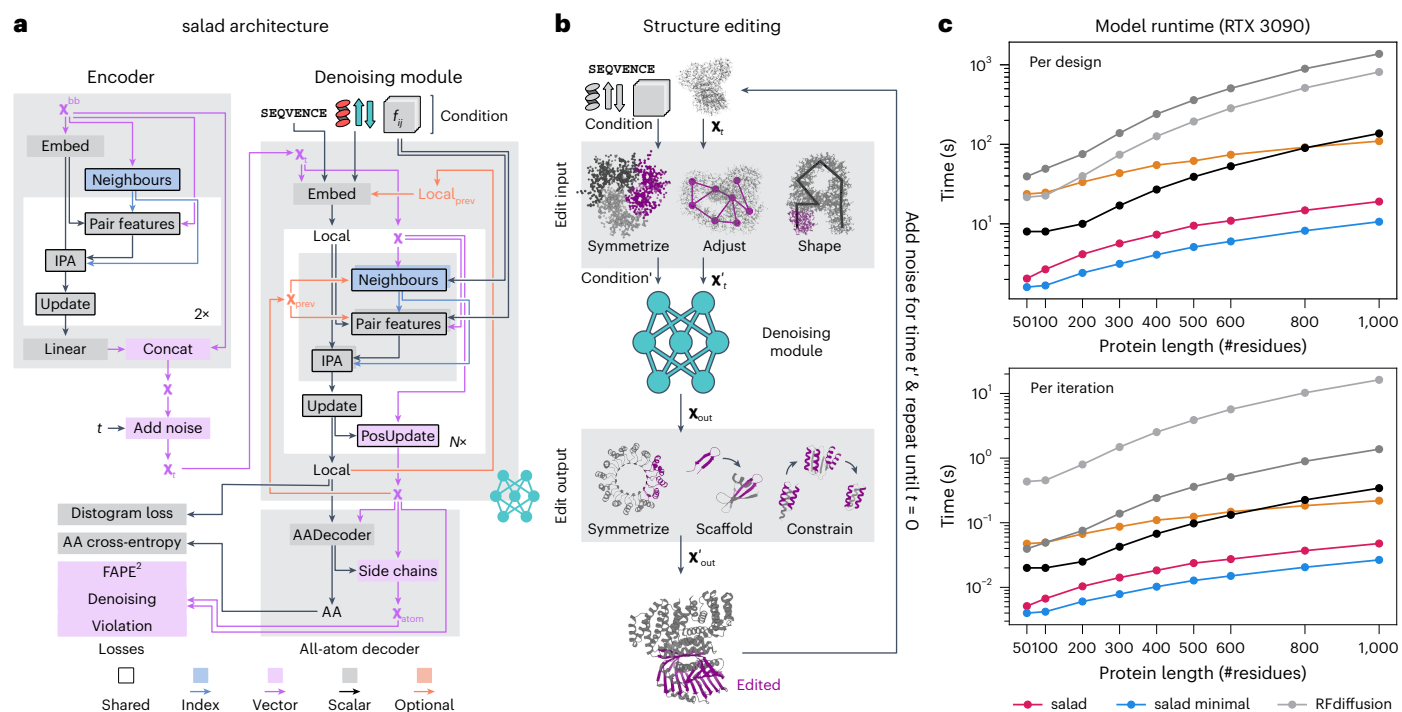 a
salad architecture
Encoder
Denoising module
X^bb
Embed
Neighbours
Pair features
IPA
Update
2×
Linear
Concat
X
t
Add noise
X_t
SEQVENCE
f_ij
Condition
X_t
Embed
Local_prev
Local
X
X_prev
Neighbours
Pair features
IPA
Update
PosUpdate
N×
Local
X
AADecoder
Side chains
AA
X_atom
All-atom decoder
Distogram loss
AA cross-entropy
FAPE²
Denoising
Violation
Losses
Shared
Index
Vector
Scalar
Optional
b
Structure editing
SEQVENCE
Condition
X_t
Edit input
Symmetrize
Adjust
Shape
Condition'
X'_t
Denoising
module
X_out
Edit output
Symmetrize
Scaffold
Constrain
X'_out
Edited
Add noise for time t' & repeat until t = 0
c
Model runtime (RTX 3090)
Per design
Time (s)
10³
10²
10¹
50 100 200 300 400 500 600 800 1,000
Protein length (#residues)
Per iteration
Time (s)
10¹
10⁰
10⁻¹
10⁻²
50 100 200 300 400 500 600 800 1,000
Protein length (#residues)
salad
salad minimal
RFdiffusion